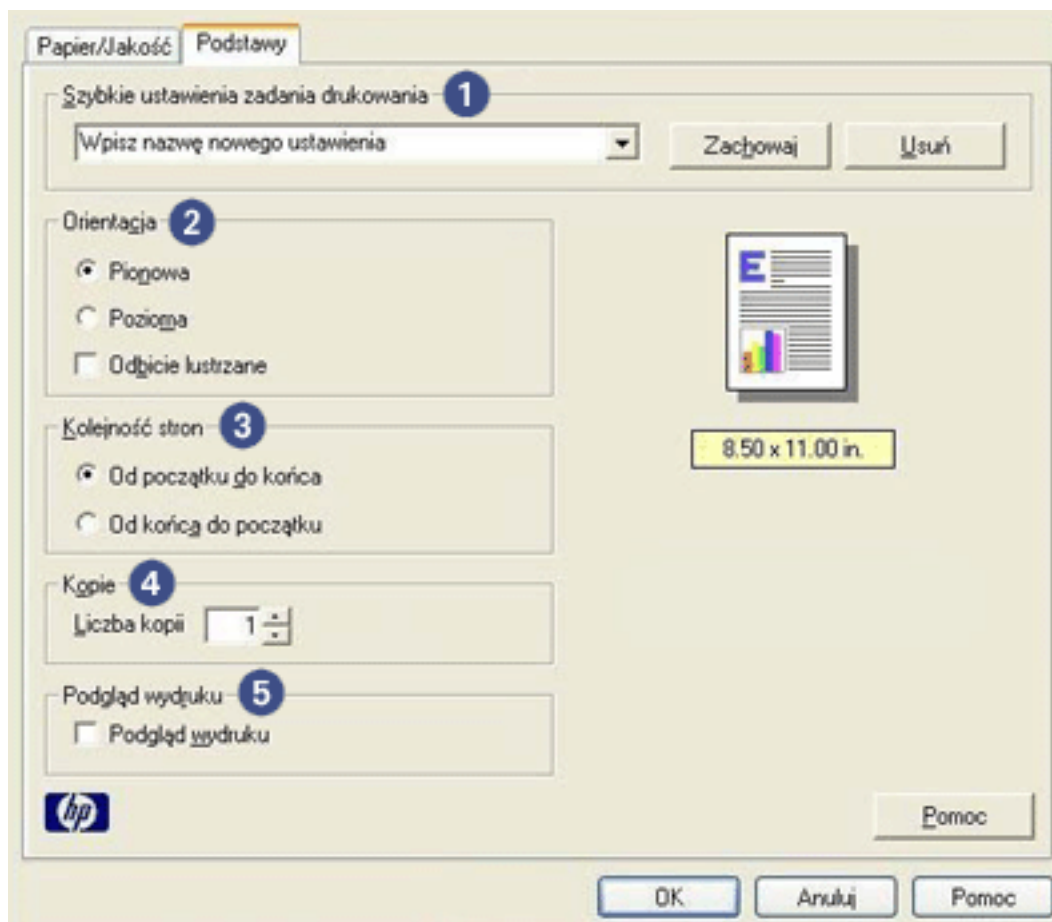 Papier/Jakość Podstawy
Szybkie ustawienia zadania drukowania 1
Wpisz nazwę nowego ustawienia Zachowaj Usuń
Orientacja 2
Pionowa
Pozioma
Odbicie lustrzane
E
8.50 x 11.00 in.
Kolejność stron 3
Od początku do końca
Od końca do początku
Kopie 4
Liczba kopii 1
Podgląd wydruku 5
Podgląd wydruku
hp
Pomoc
OK Anuluj Pomoc